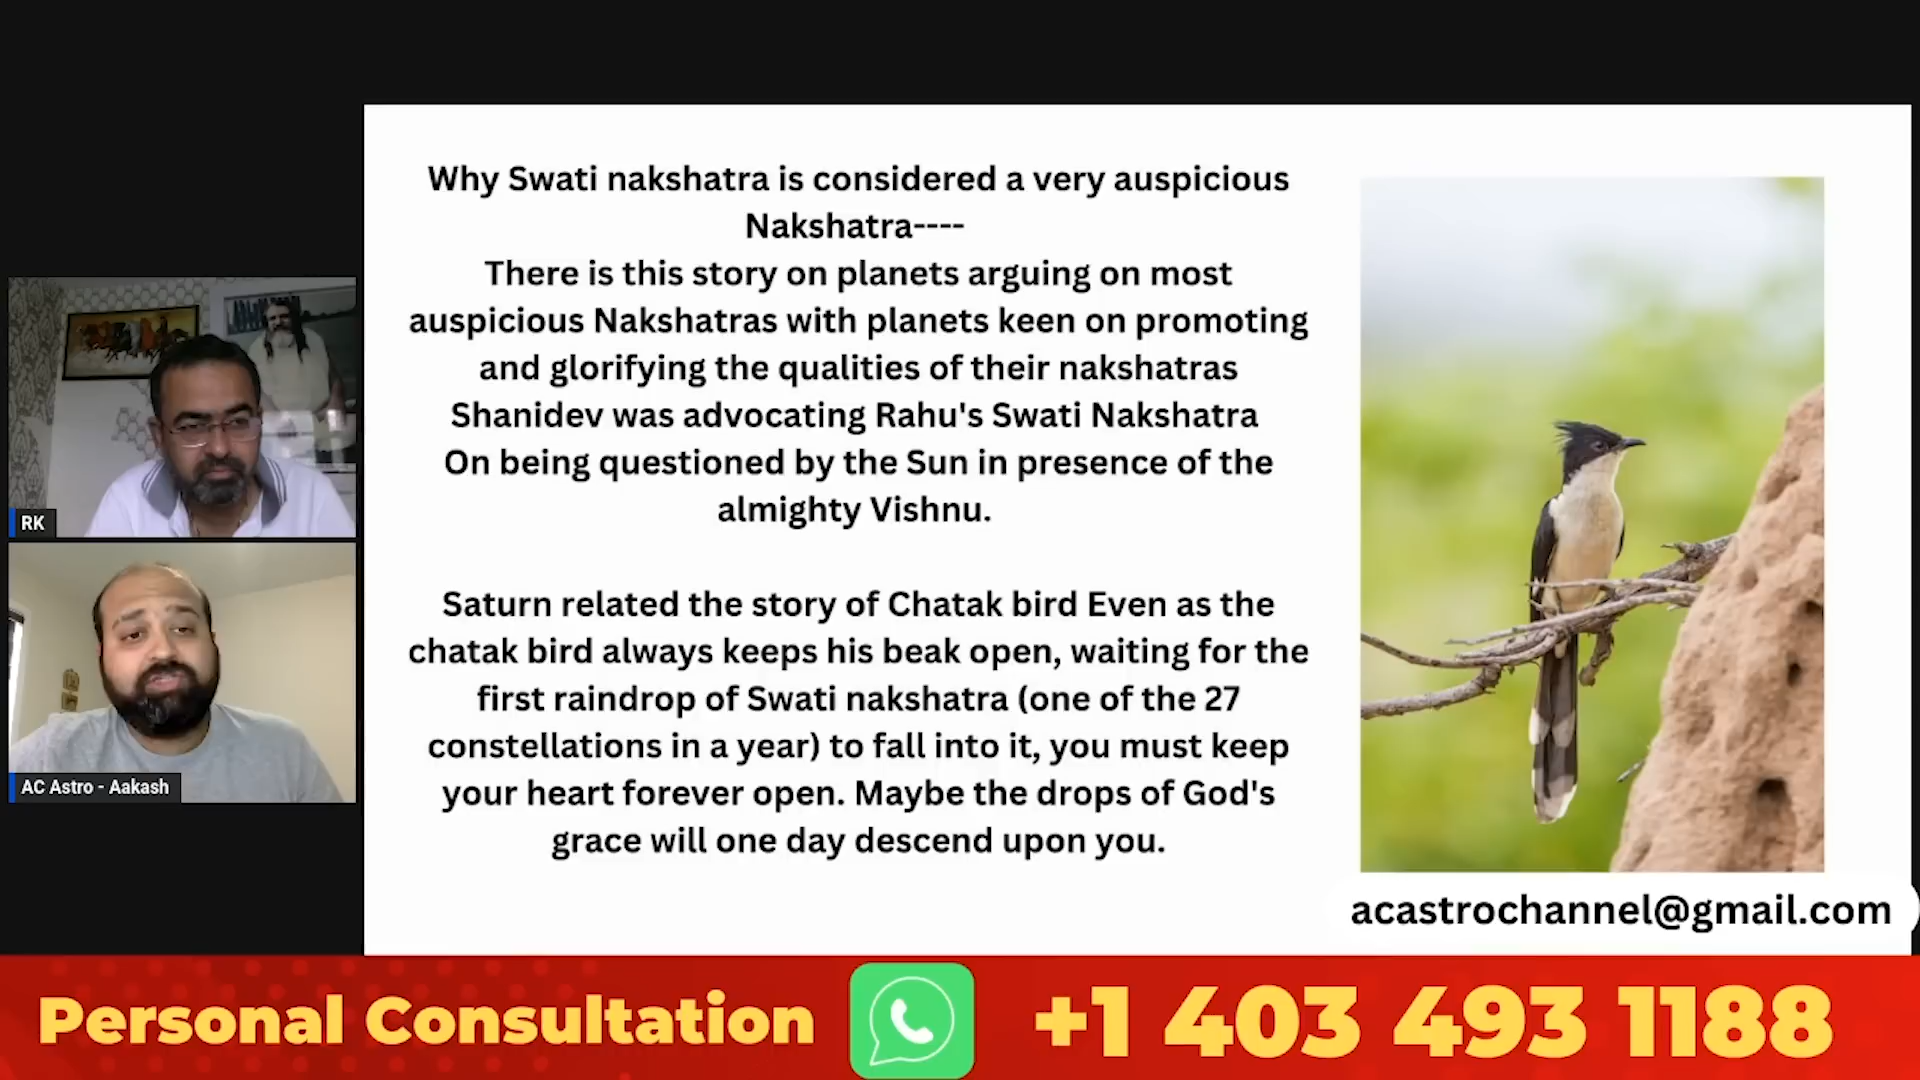 Why Swati nakshatra is considered a very auspicious
Nakshatra----
There is this story on planets arguing on most
auspicious Nakshatras with planets keen on promoting
and glorifying the qualities of their nakshatras
Shanidev was advocating Rahu's Swati Nakshatra
On being questioned by the Sun in presence of the
almighty Vishnu.
Saturn related the story of Chatak bird Even as the
chatak bird always keeps his beak open, waiting for the
first raindrop of Swati nakshatra (one of the 27
constellations in a year) to fall into it, you must keep
your heart forever open. Maybe the drops of God's
grace will one day descend upon you.
RK
AC Astro - Aakash
acastrochannel@gmail.com
Personal Consultation
+1 403 493 1188